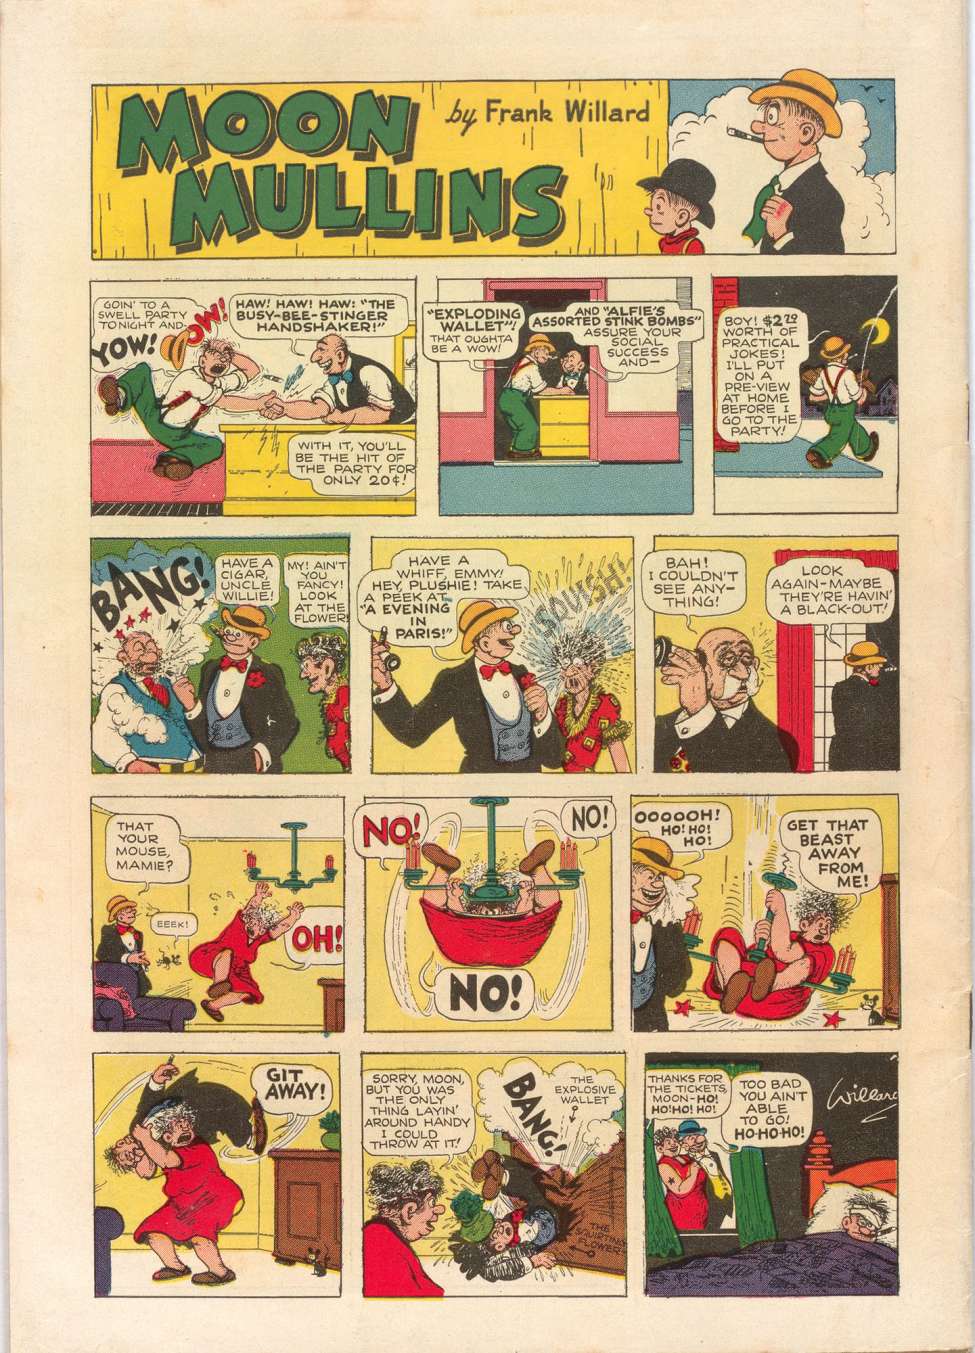 MOON
MULLINS
by Frank Willard
GOIN' TO A
SWELL PARTY
TONIGHT AND
OW!
YOW!
HAW! HAW! HAW! "THE
BUSY-BEE-STINGER
HANDSHAKER!"
WITH IT, YOU'LL
BE THE HIT OF
THE PARTY FOR
ONLY 20¢!
"EXPLODING
WALLET"!
THAT OUGHTA
BE A WOW!
AND "ALFIE'S
ASSORTED STINK BOMBS"
ASSURE YOUR
SOCIAL
SUCCESS
AND—
BOY! $2.70
WORTH OF
PRACTICAL
JOKES!
I'LL PUT
ON A
PRE-VIEW
AT HOME
BEFORE I
GO TO THE
PARTY!
BANG!
HAVE A
CIGAR,
UNCLE
WILLIE!
MY! AIN'T
YOU
FANCY!
LOOK
AT THE
FLOWER!
HAVE A
WHIFF, EMMY!
HEY, PLUSHIE! TAKE
A PEEK AT
"A EVENING
IN
PARIS!"
SQUISH!
BAH!
I COULDN'T
SEE ANY-
THING!
LOOK
AGAIN-MAYBE
THEY'RE HAVIN'
A BLACK-OUT!
THAT
YOUR
MOUSE,
MAMIE?
EEEK!
OH!
NO!
NO!
NO!
OOOOOH!
HO! HO!
HO!
GET THAT
BEAST
AWAY
FROM
ME!
GIT
AWAY!
SORRY, MOON,
BUT YOU WAS
THE ONLY
THING LAYIN'
AROUND HANDY
I COULD
THROW AT IT!
BANG!
THE
EXPLOSIVE
WALLET
THE
SQUIRTING
FLOWER
THANKS FOR
THE TICKETS,
MOON-HO!
HO! HO! HO!
TOO BAD
YOU AIN'T
ABLE
TO GO!
HO-HO-HO!
Willard